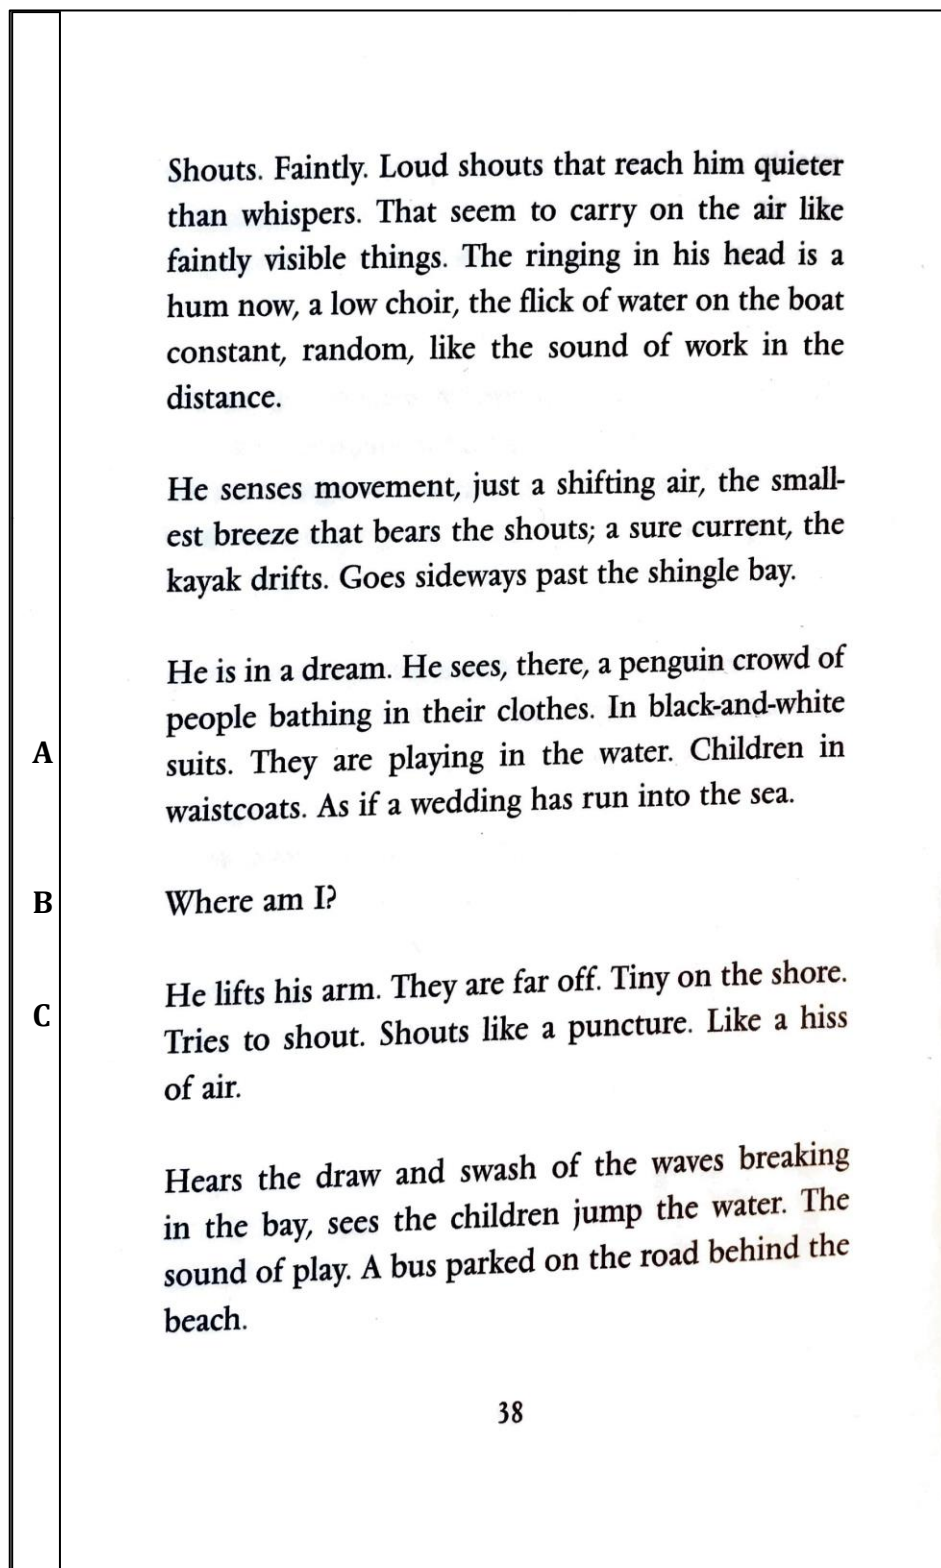 Shouts. Faintly. Loud shouts that reach him quieter
than whispers. That seem to carry on the air like
faintly visible things. The ringing in his head is a
hum now, a low choir, the flick of water on the boat
constant, random, like the sound of work in the
distance.
He senses movement, just a shifting air, the small-
est breeze that bears the shouts; a sure current, the
kayak drifts. Goes sideways past the shingle bay.
He is in a dream. He sees, there, a penguin crowd of
people bathing in their clothes. In black-and-white
A
suits. They are playing in the water. Children in
waistcoats. As if a wedding has run into the sea.
B
Where am I?
He lifts his arm. They are far off. Tiny on the shore.
C
Tries to shout. Shouts like a puncture. Like a hiss
of air.
Hears the draw and swash of the waves breaking
in the bay, sees the children jump the water. The
sound of play. A bus parked on the road behind the
beach.
38